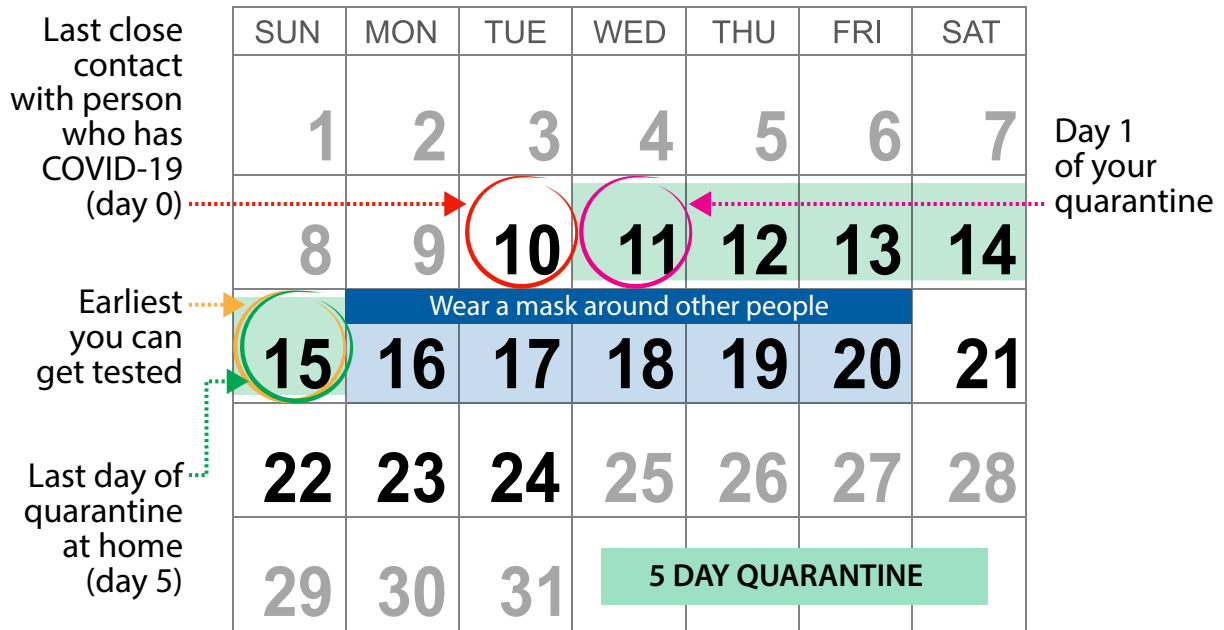 Last close
contact
with person
who has
COVID-19
(day 0)
SUN MON TUE WED THU FRI SAT
1 2 3 4 5 6 7
Day 1
of your
quarantine
8 9 10 11 12 13 14
Earliest
you can
get tested
Wear a mask around other people
15 16 17 18 19 20 21
Last day of
quarantine
at home
(day 5)
22 23 24 25 26 27 28
29 30 31
5 DAY QUARANTINE